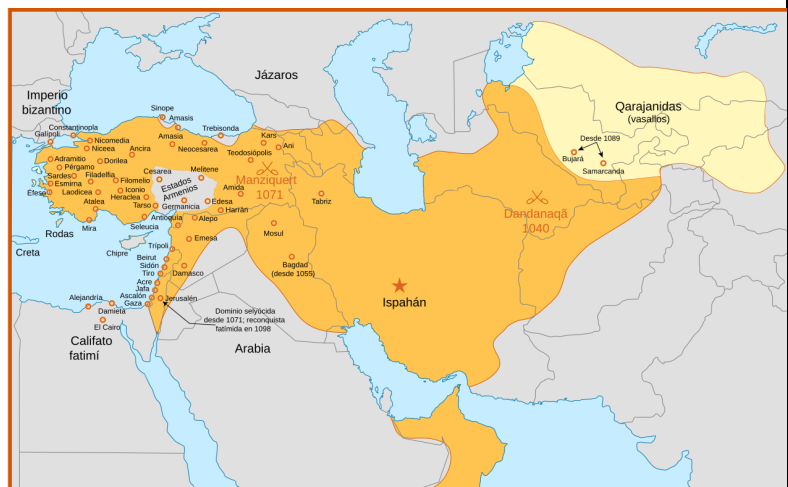 Jázaros
Imperio
bizantino
Qarajanidas
(vasallos)
Desde 1089
Bujará
Samarcanda
Sinope
Amasis
Constantinopla
Galípoli
Nicomedia
Nicea
Amasia
Trebisonda
Neocesarea
Kars
Ani
Teodosiópolis
Adramitio
Pérgamo
Dorilea
Ancira
Sardes
Filadelfia
Filomelio
Cesarea
Melitene
Esmirna
Éfeso
Laodicea
Iconio
Heraclea
Estados
Armenios
Manziquert
1071
Amida
Atalea
Tarso
Germanicia
Edesa
Harrán
Mira
Seleucia
Antioquía
Alepo
Tabriz
Dandanaqã
1040
Rodas
Creta
Chipre
Emesa
Mosul
Trípoli
Beirut
Sidón
Tiro
Damasco
Bagdad
(desde 1055)
Acre
Jafa
Ascalón
Gaza
Jerusalén
Ispahán
Alejandría
Damieta
El Cairo
Dominio selyúcida
desde 1071; reconquista
fatímida en 1098
Califato
fatimí
Arabia